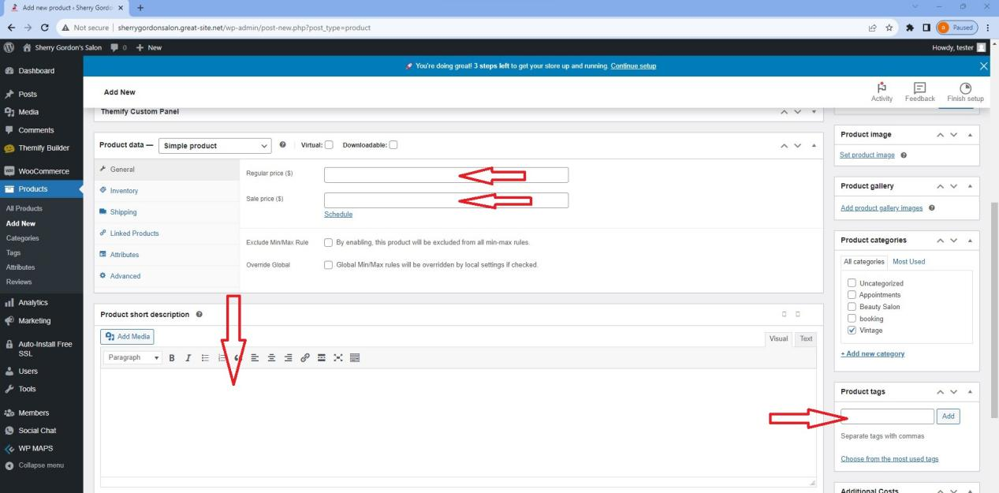 Add new product ‹ Sherry Gordo
Not secure | sherrygordonsalon.great-site.net/wp-admin/post-new.php?post_type=product
a Paused
Sherry Gordon's Salon 0 + New
Howdy, tester
🚀 You're doing great! 3 steps left to get your store up and running. Continue setup
Dashboard
Posts
Media
Comments
Themify Builder
WooCommerce
Products
All Products
Add New
Categories
Tags
Attributes
Reviews
Analytics
Marketing
Auto-Install Free
SSL
Users
Tools
Members
Social Chat
WP MAPS
Collapse menu
Add New
Activity
Feedback
Finish setup
Themify Custom Panel
Product data — Simple product
Virtual:
Downloadable:
General
Inventory
Shipping
Linked Products
Attributes
Advanced
Regular price ($)
Sale price ($)
Schedule
Exclude Min/Max Rule
By enabling, this product will be excluded from all min-max rules.
Override Global
Global Min/Max rules will be overridden by local settings if checked.
Product short description
Add Media
Visual
Text
Paragraph
B I
Product image
Set product image
Product gallery
Add product gallery images
Product categories
All categories
Most Used
Uncategorized
Appointments
Beauty Salon
booking
Vintage
+ Add new category
Product tags
Add
Separate tags with commas
Choose from the most used tags
Additional Costs